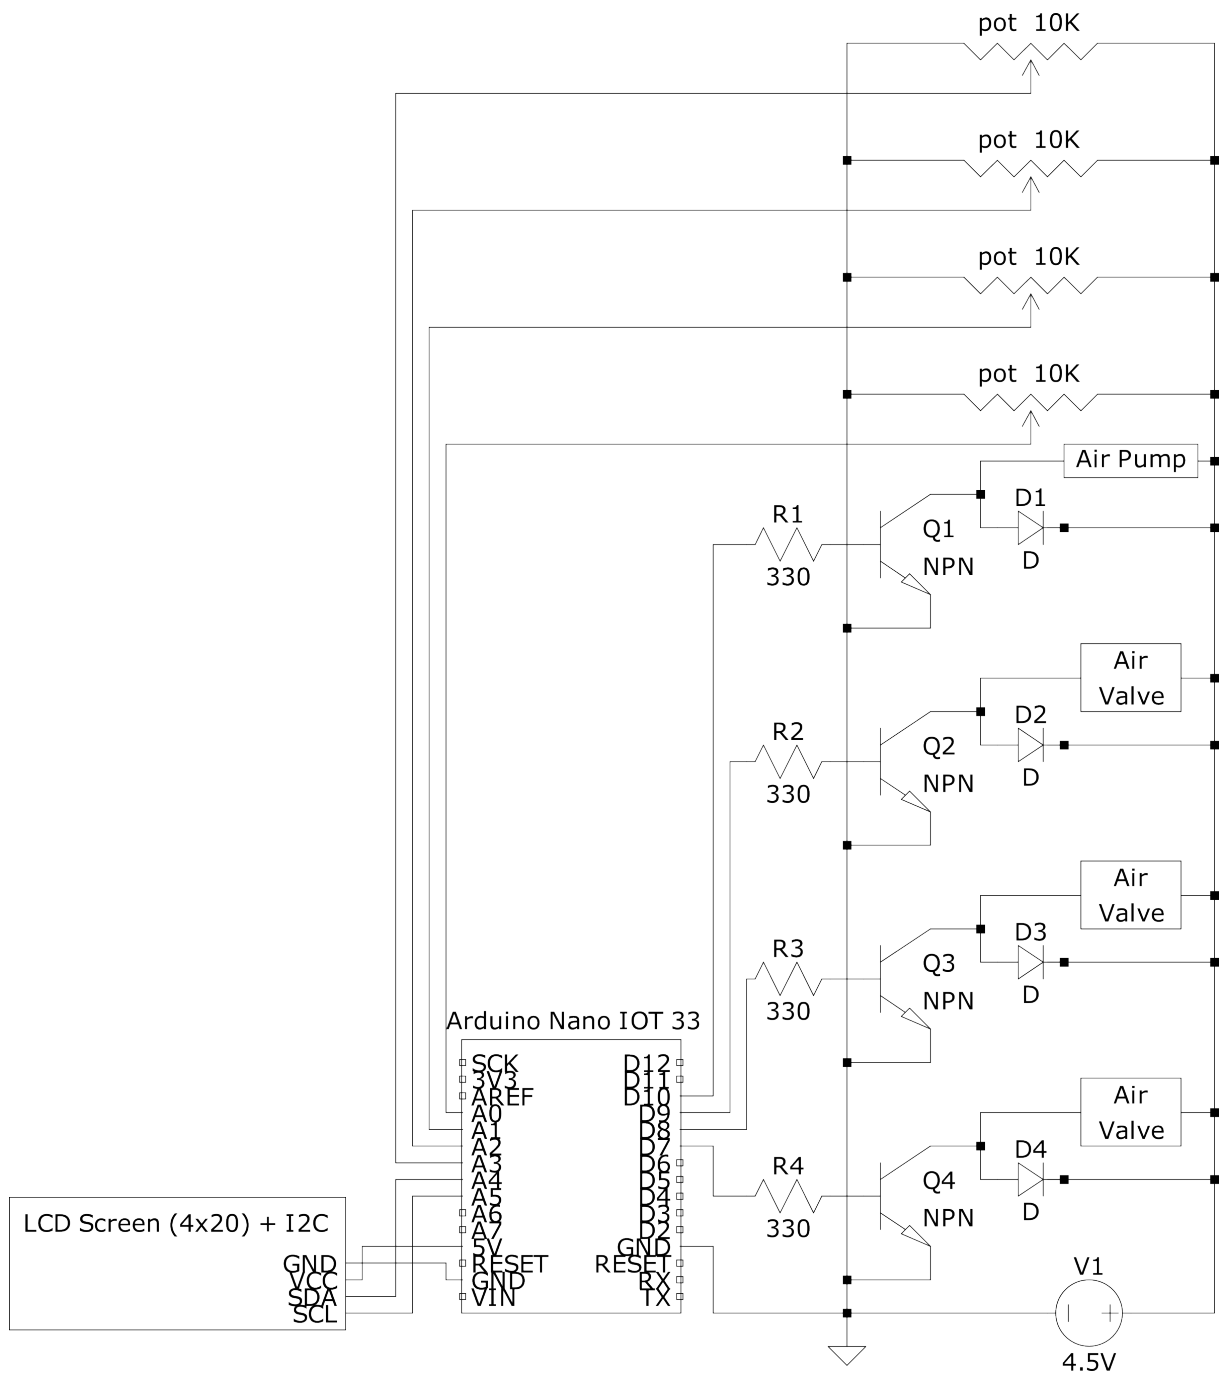 pot 10K
pot 10K
pot 10K
pot 10K
Air Pump
R1
330
Q1
NPN
D1
D
Air
Valve
R2
330
Q2
NPN
D2
D
Air
Valve
R3
330
Q3
NPN
D3
D
Air
Valve
R4
330
Q4
NPN
D4
D
Arduino Nano IOT 33
SCK
3V3
AREF
A0
A1
A2
A3
A4
A5
A6
A7
5V
RESET
GND
VIN
D12
D11
D10
D9
D8
D7
D6
D5
D4
D3
D2
GND
RESET
RX
TX
LCD Screen (4x20) + I2C
GND
VCC
SDA
SCL
V1
4.5V